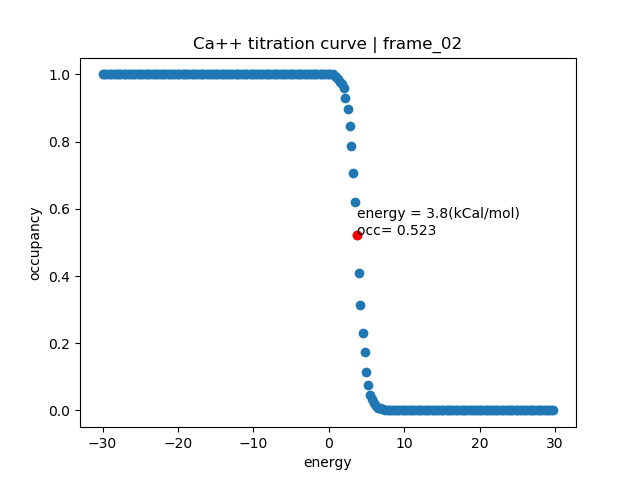 Ca++ titration curve | frame_02
1.0
0.8
0.6
0.4
0.2
0.0
occupancy
energy = 3.8(kCal/mol)
occ= 0.523
−30
−20
−10
0
10
20
30
energy